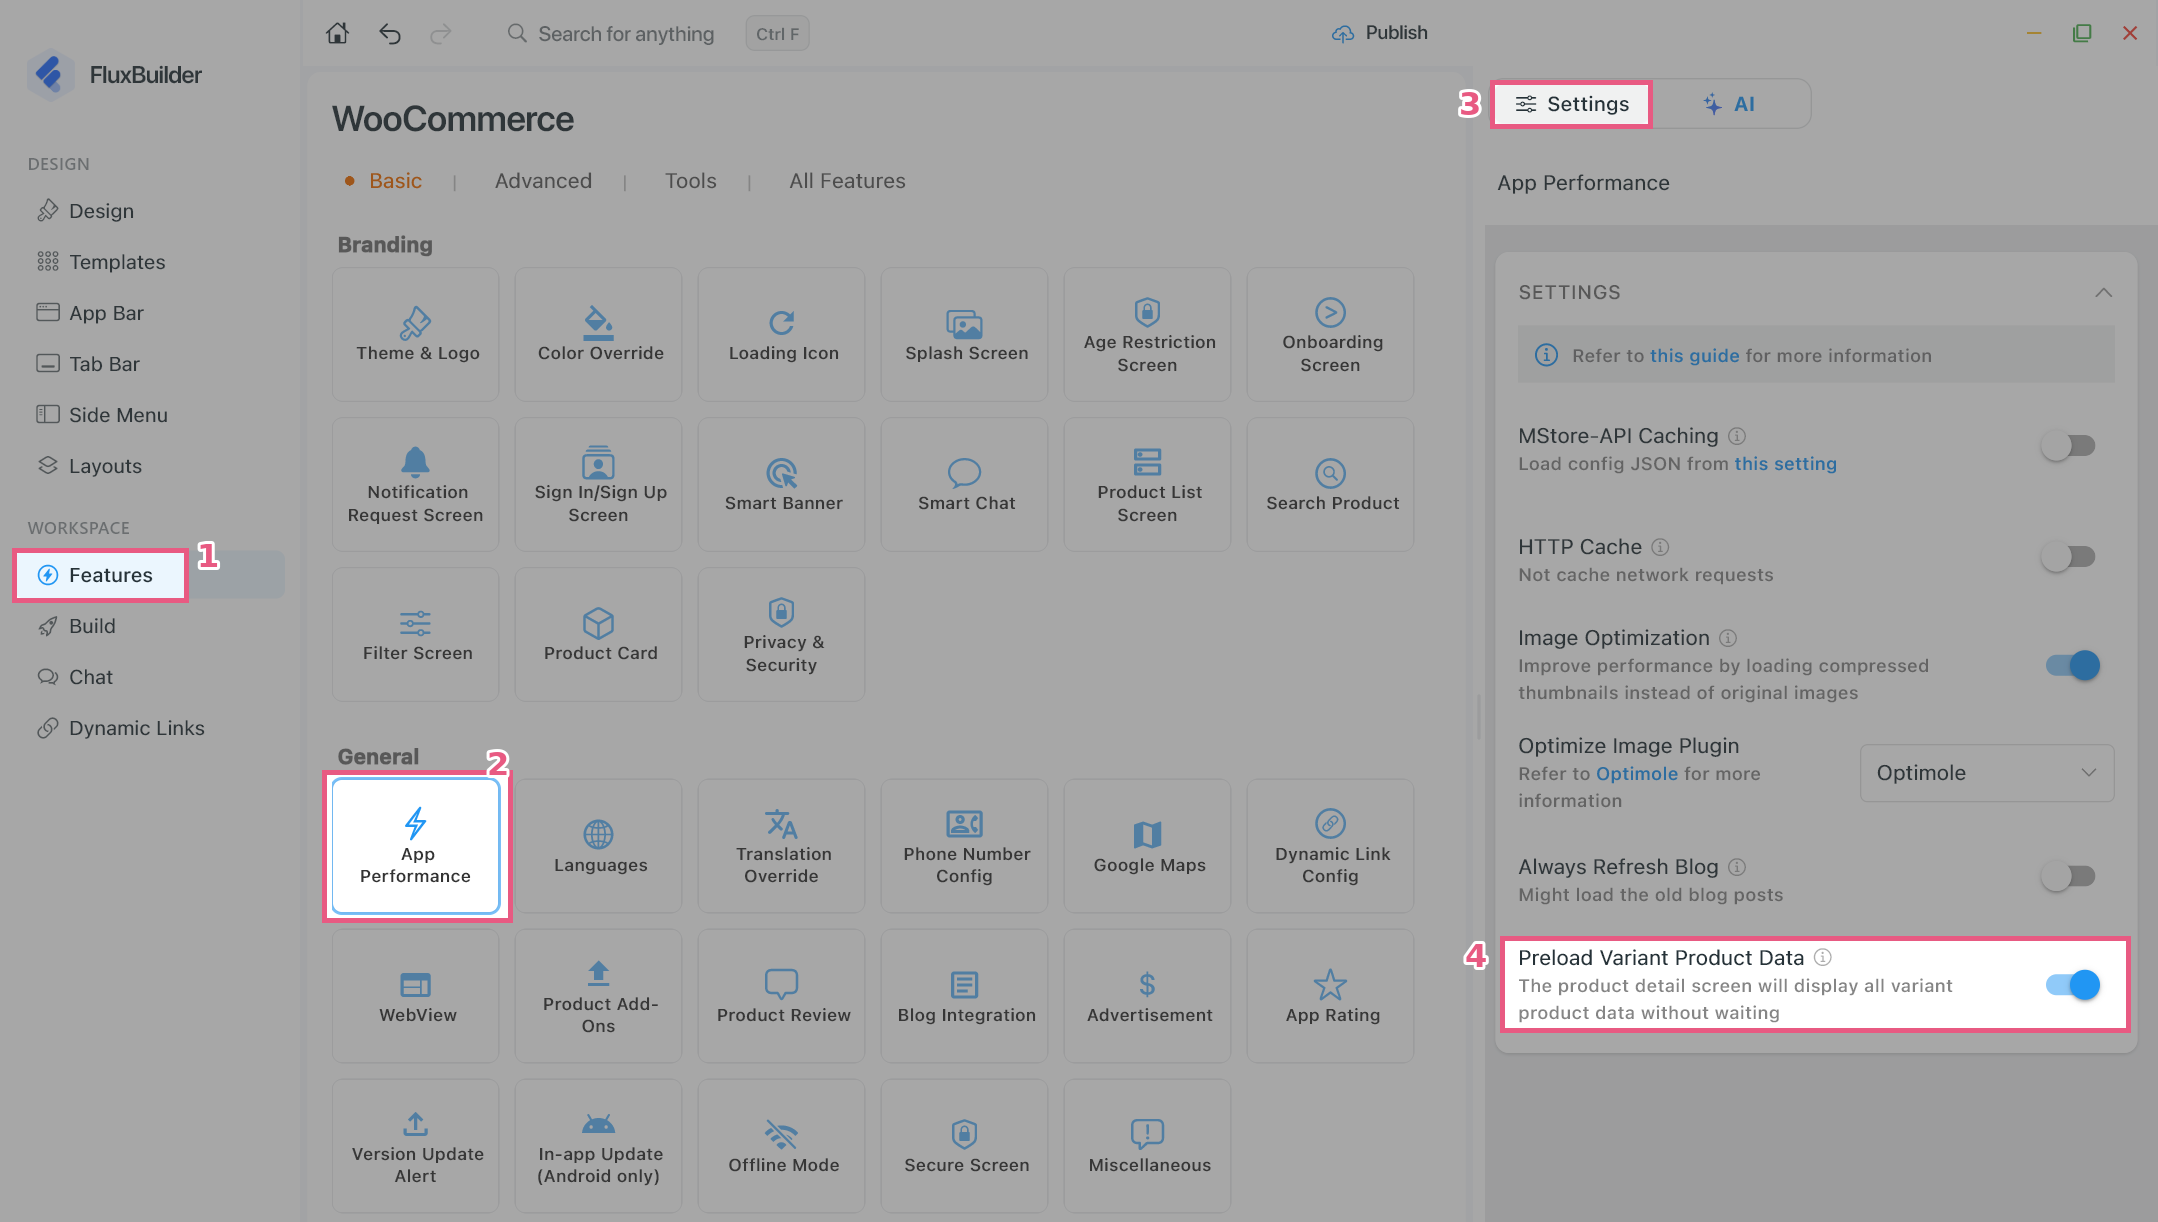 FluxBuilder
Search for anything
Ctrl F
Publish
DESIGN
Design
Templates
App Bar
Tab Bar
Side Menu
Layouts
WORKSPACE
1
Features
Build
Chat
Dynamic Links
WooCommerce
Basic | Advanced | Tools | All Features
Branding
Theme & Logo
Color Override
Loading Icon
Splash Screen
Age Restriction
Screen
Onboarding
Screen
Notification
Request Screen
Sign In/Sign Up
Screen
Smart Banner
Smart Chat
Product List
Screen
Search Product
Filter Screen
Product Card
Privacy &
Security
General
2
App
Performance
Languages
Translation
Override
Phone Number
Config
Google Maps
Dynamic Link
Config
WebView
Product Add-
Ons
Product Review
Blog Integration
Advertisement
App Rating
Version Update
Alert
In-app Update
(Android only)
Offline Mode
Secure Screen
Miscellaneous
3
Settings
AI
App Performance
SETTINGS
Refer to this guide for more information
MStore-API Caching
Load config JSON from this setting
HTTP Cache
Not cache network requests
Image Optimization
Improve performance by loading compressed
thumbnails instead of original images
Optimize Image Plugin
Refer to Optimole for more
information
Optimole
Always Refresh Blog
Might load the old blog posts
4
Preload Variant Product Data
The product detail screen will display all variant
product data without waiting